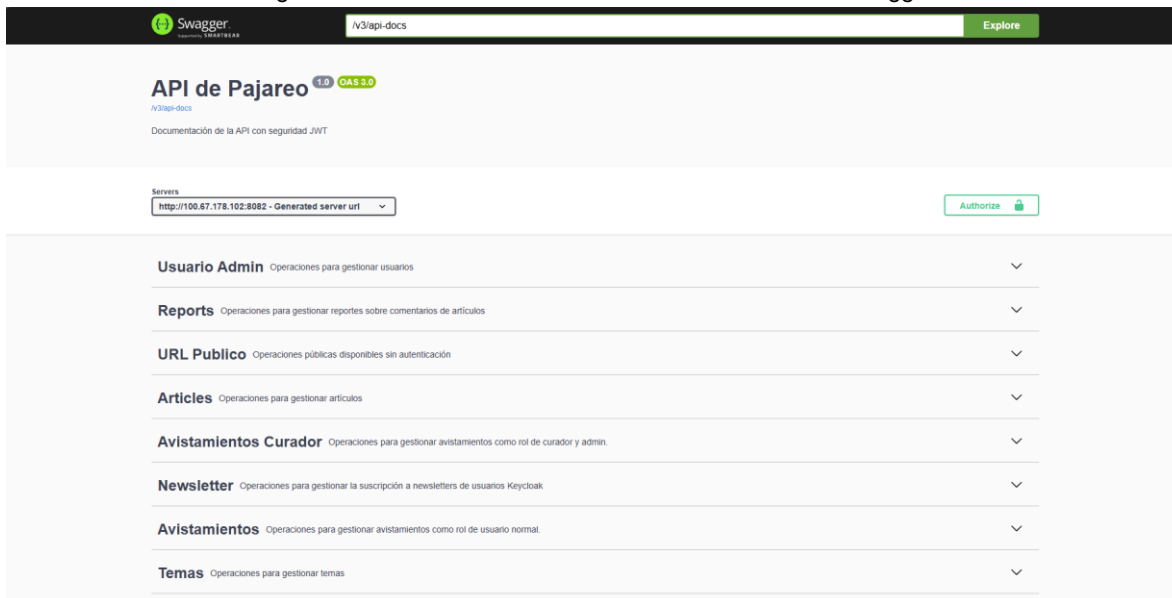 Swagger.
Supported by SMARTBEAR
/v3/api-docs
Explore
API de Pajareo 1.0 OAS 3.0
/v3/api-docs
Documentación de la API con seguridad JWT
Servers
http://100.67.178.102:8082 - Generated server url
Authorize
Usuario Admin Operaciones para gestionar usuarios
Reports Operaciones para gestionar reportes sobre comentarios de artículos
URL Publico Operaciones públicas disponibles sin autenticación
Articles Operaciones para gestionar artículos
Avistamientos Curador Operaciones para gestionar avistamientos como rol de curador y admin.
Newsletter Operaciones para gestionar la suscripción a newsletters de usuarios Keycloak
Avistamientos Operaciones para gestionar avistamientos como rol de usuario normal.
Temas Operaciones para gestionar temas